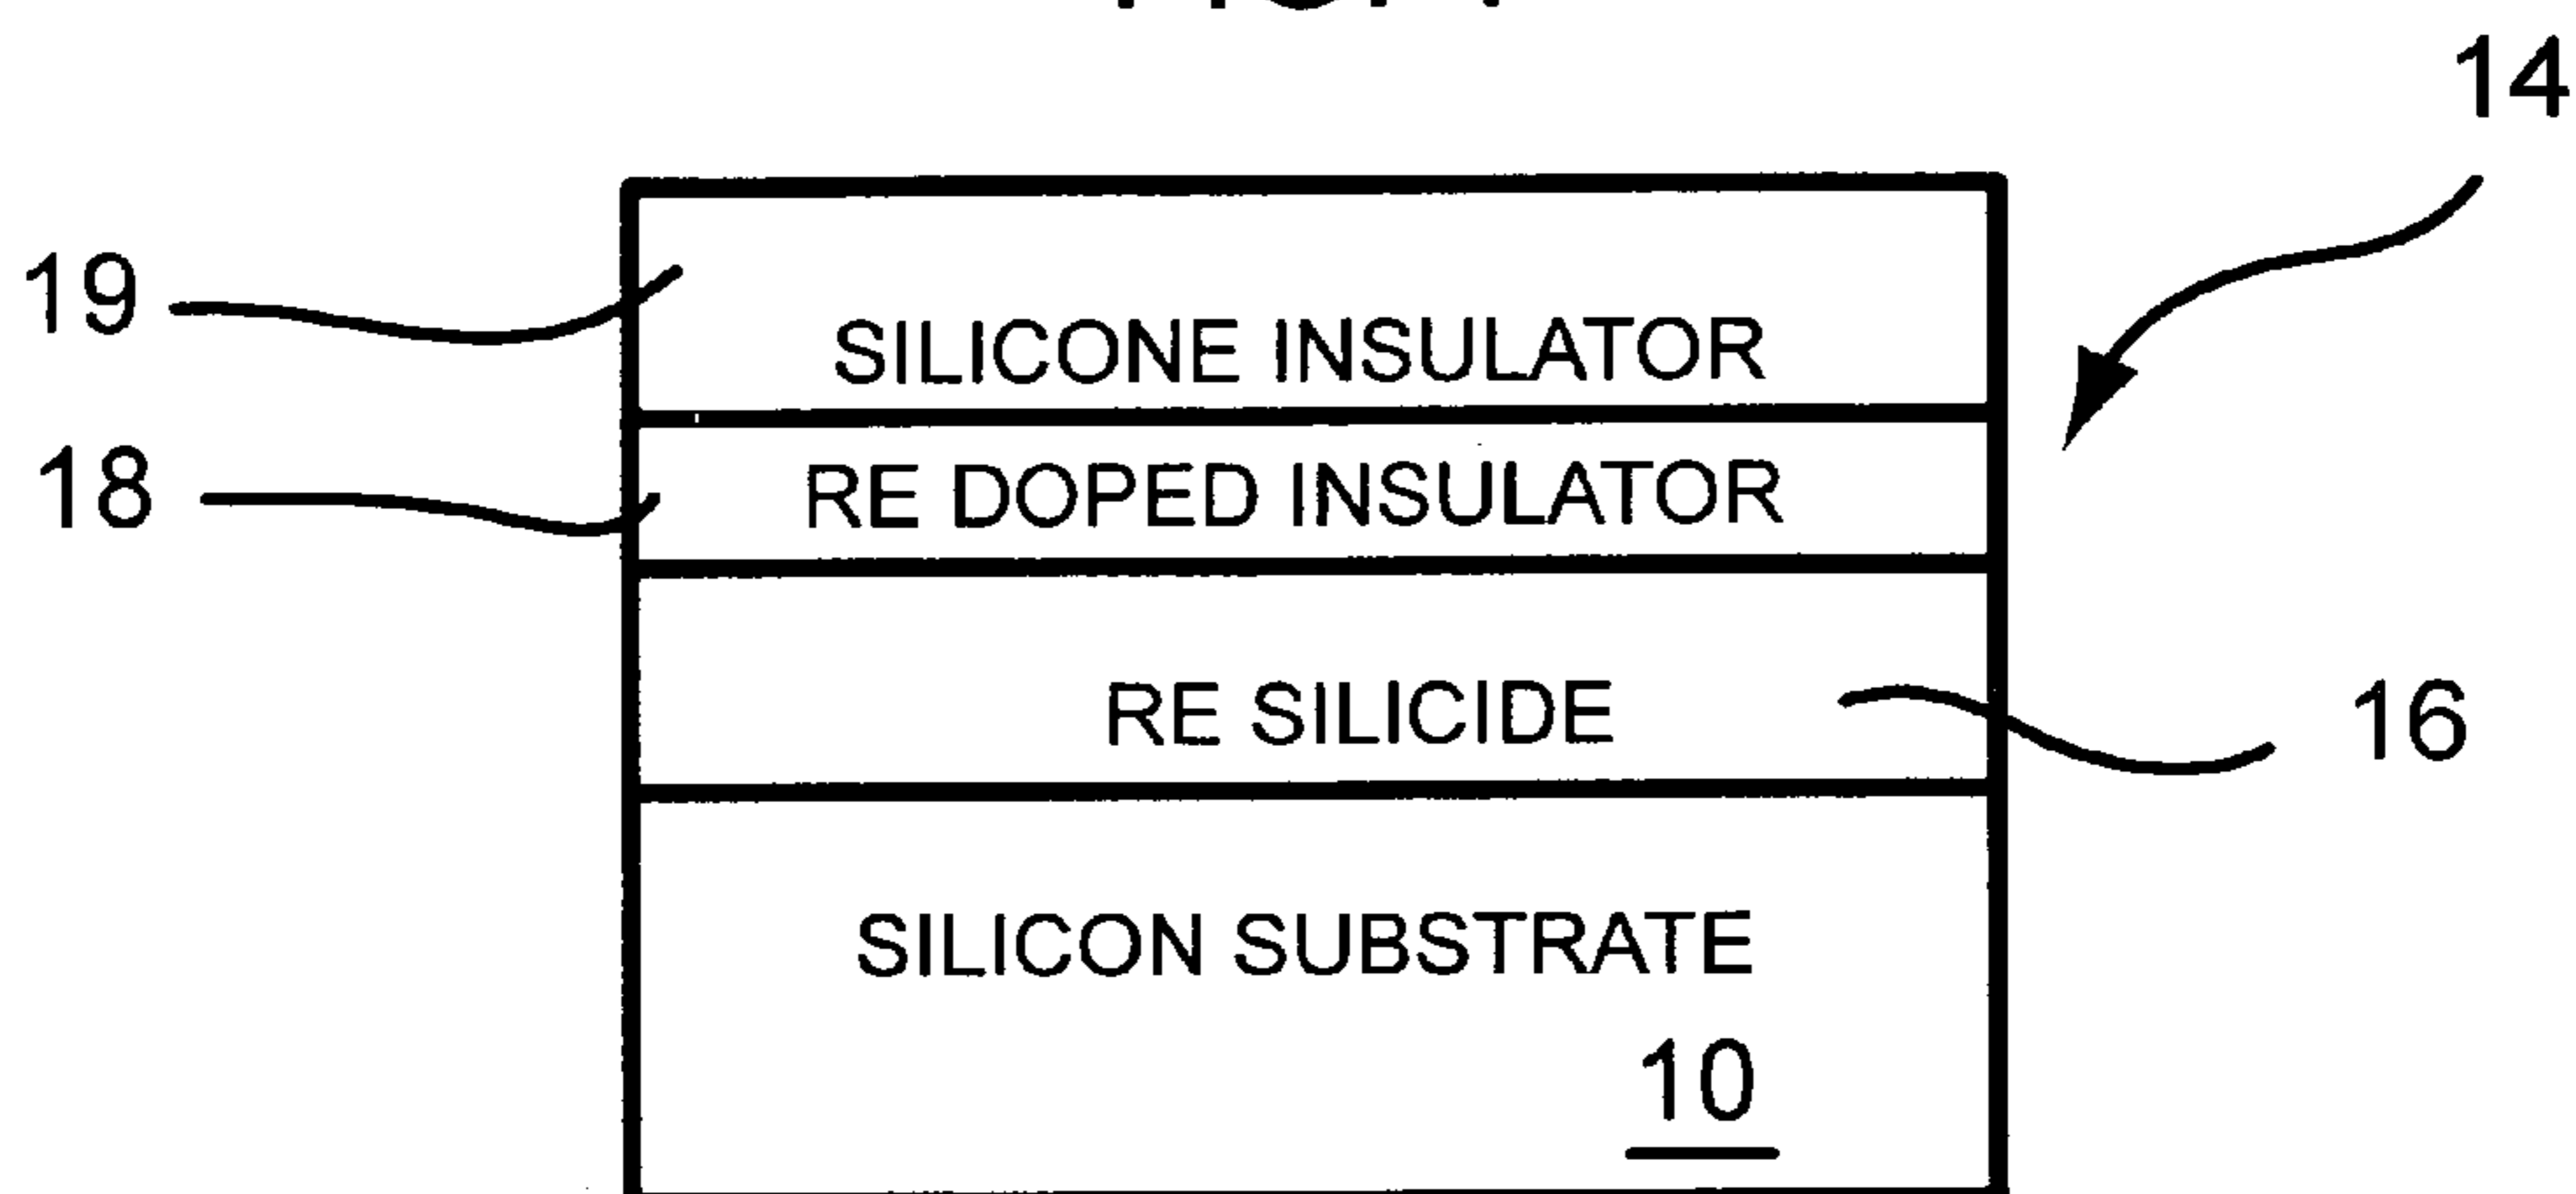 14
19
SILICONE INSULATOR
18
RE DOPED INSULATOR
RE SILICIDE
16
SILICON SUBSTRATE
10